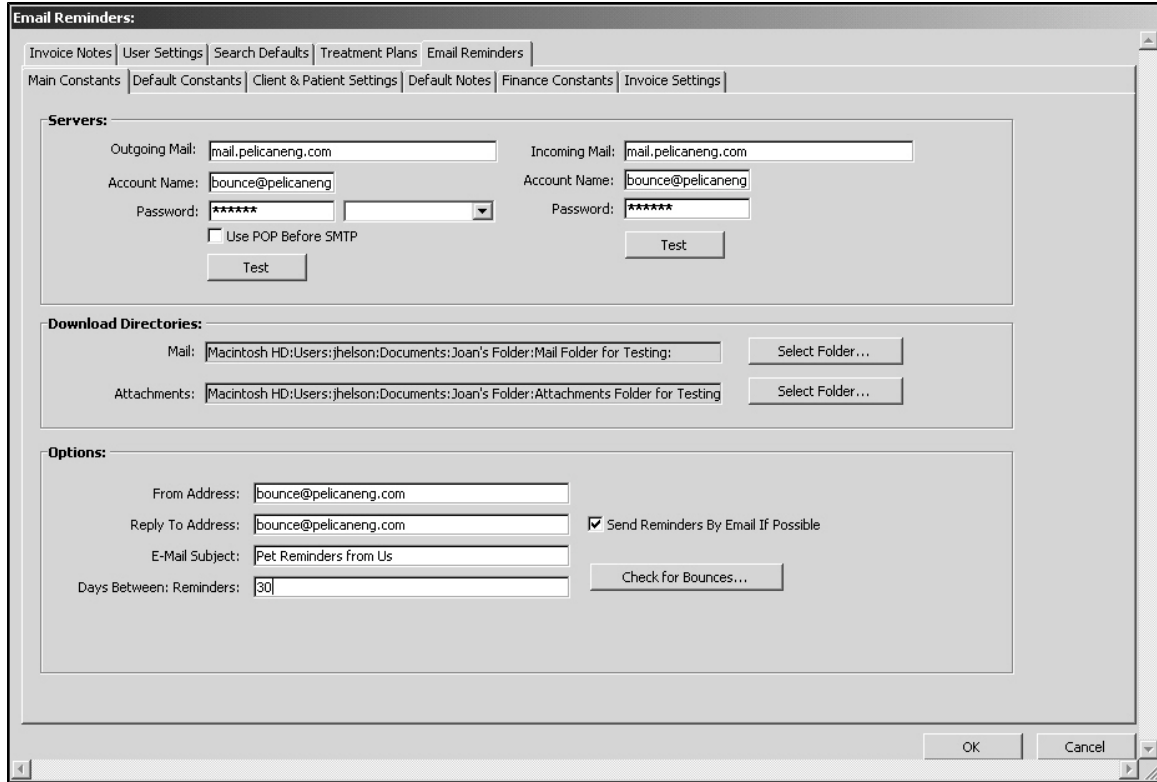 Email Reminders:
Invoice Notes User Settings Search Defaults Treatment Plans Email Reminders
Main Constants Default Constants Client & Patient Settings Default Notes Finance Constants Invoice Settings
Servers:
Outgoing Mail: mail.pelicaneng.com Incoming Mail: mail.pelicaneng.com
Account Name: bounce@pelicaneng Account Name: bounce@pelicaneng
Password: ****** Password: ******
Use POP Before SMTP
Test Test
Download Directories:
Mail: Macintosh HD:Users:jhelson:Documents:Joan's Folder:Mail Folder for Testing: Select Folder...
Attachments: Macintosh HD:Users:jhelson:Documents:Joan's Folder:Attachments Folder for Testing Select Folder...
Options:
From Address: bounce@pelicaneng.com
Reply To Address: bounce@pelicaneng.com Send Reminders By Email If Possible
E-Mail Subject: Pet Reminders from Us
Days Between: Reminders: 30 Check for Bounces...
OK Cancel